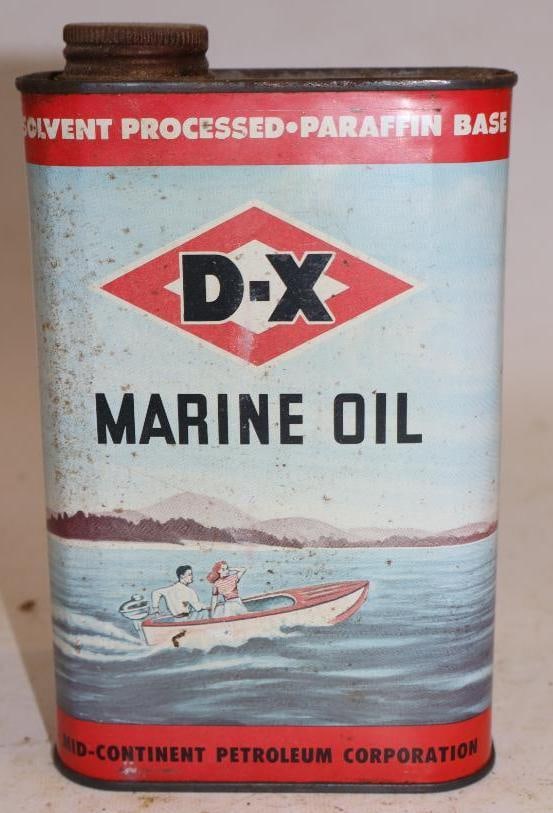 SOLVENT PROCESSED•PARAFFIN BASE
D-X
MARINE OIL
MID-CONTINENT PETROLEUM CORPORATION